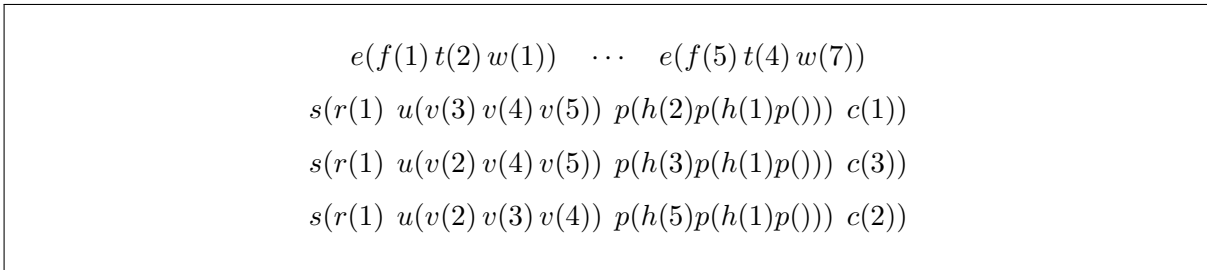 e(f(1) t(2) w(1)) ⋯ e(f(5) t(4) w(7))
s(r(1) u(v(3) v(4) v(5)) p(h(2)p(h(1)p())) c(1))
s(r(1) u(v(2) v(4) v(5)) p(h(3)p(h(1)p())) c(3))
s(r(1) u(v(2) v(3) v(4)) p(h(5)p(h(1)p())) c(2))